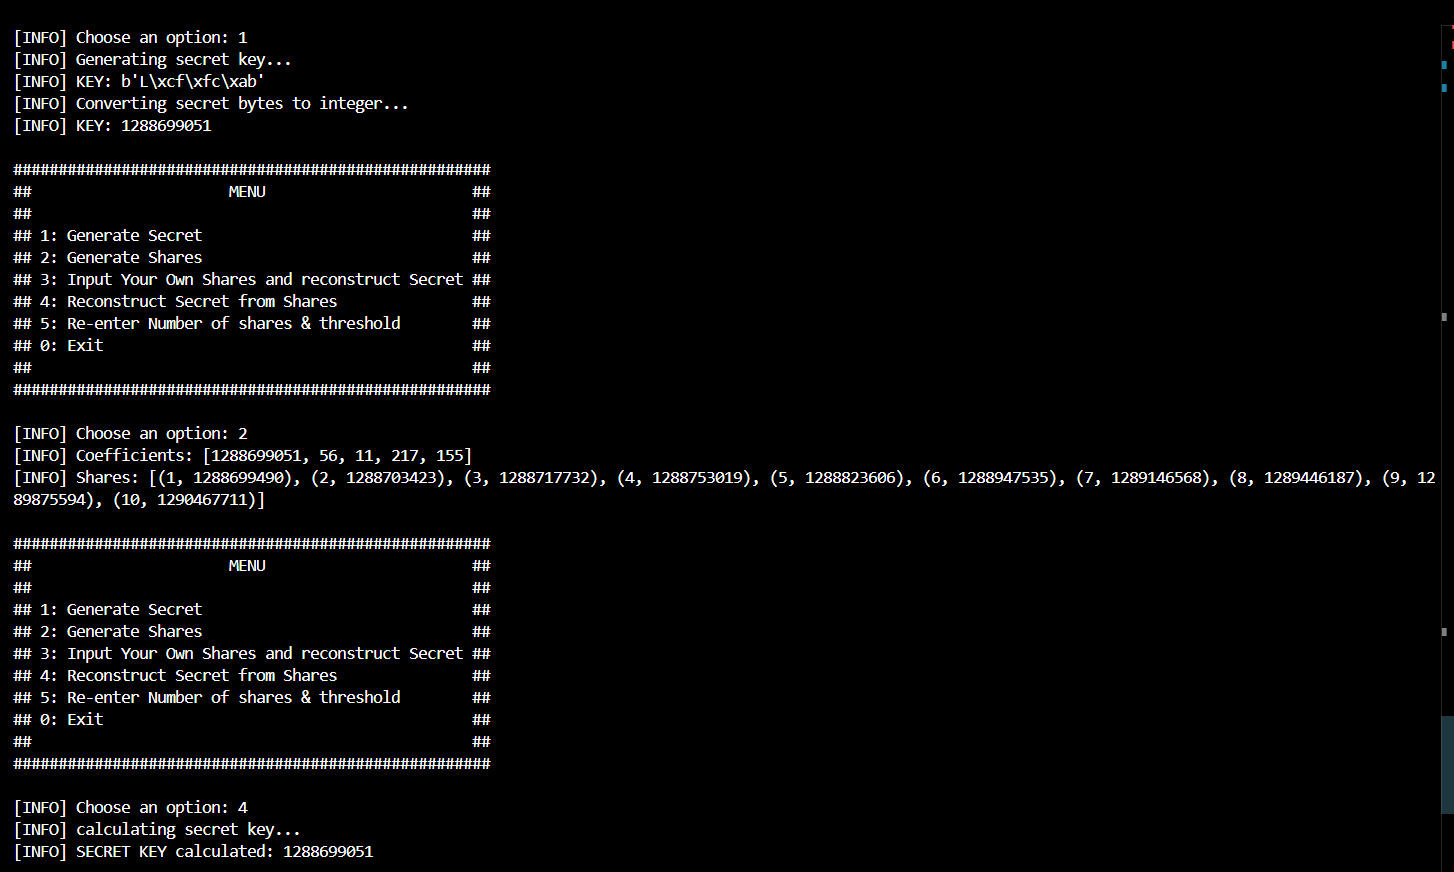 [INFO] Choose an option: 1
[INFO] Generating secret key...
[INFO] KEY: b'L\xcf\xfc\xab'
[INFO] Converting secret bytes to integer...
[INFO] KEY: 1288699051
#####################################################
##                      MENU                       ##
##                                                 ##
## 1: Generate Secret                              ##
## 2: Generate Shares                              ##
## 3: Input Your Own Shares and reconstruct Secret ##
## 4: Reconstruct Secret from Shares               ##
## 5: Re-enter Number of shares & threshold        ##
## 0: Exit                                         ##
##                                                 ##
#####################################################
[INFO] Choose an option: 2
[INFO] Coefficients: [1288699051, 56, 11, 217, 155]
[INFO] Shares: [(1, 1288699490), (2, 1288703423), (3, 1288717732), (4, 1288753019), (5, 1288823606), (6, 1288947535), (7, 1289146568), (8, 1289446187), (9, 12
89875594), (10, 1290467711)]
#####################################################
##                      MENU                       ##
##                                                 ##
## 1: Generate Secret                              ##
## 2: Generate Shares                              ##
## 3: Input Your Own Shares and reconstruct Secret ##
## 4: Reconstruct Secret from Shares               ##
## 5: Re-enter Number of shares & threshold        ##
## 0: Exit                                         ##
##                                                 ##
#####################################################
[INFO] Choose an option: 4
[INFO] calculating secret key...
[INFO] SECRET KEY calculated: 1288699051